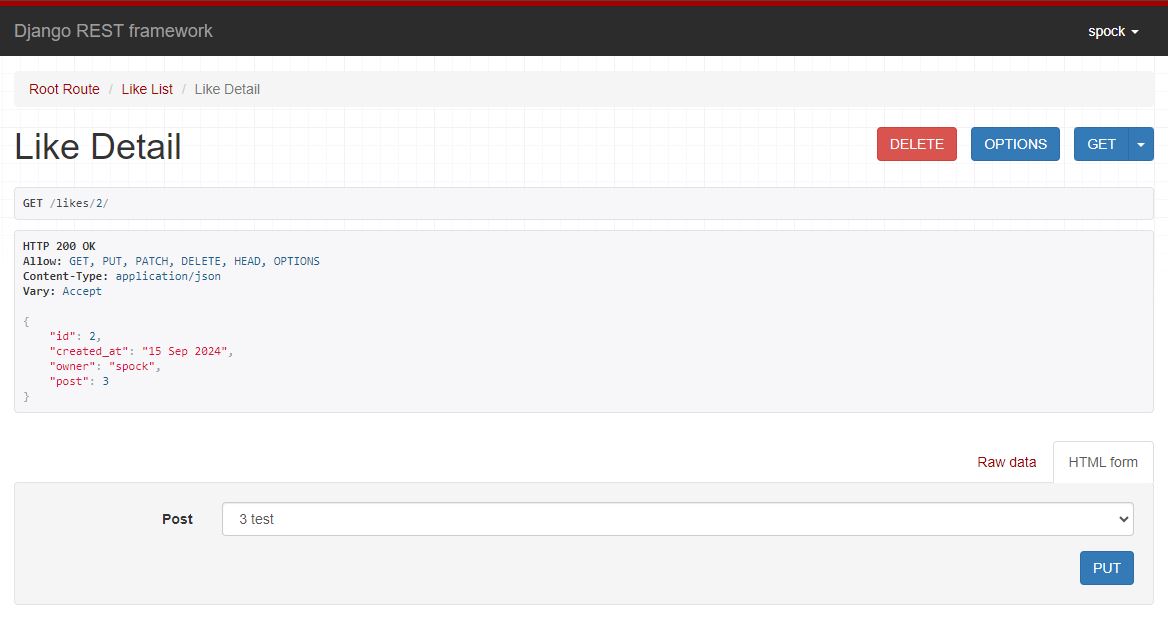 Django REST framework
spock
Root Route / Like List / Like Detail
Like Detail
DELETE
OPTIONS
GET
GET /likes/2/
HTTP 200 OK
Allow: GET, PUT, PATCH, DELETE, HEAD, OPTIONS
Content-Type: application/json
Vary: Accept
{
    "id": 2,
    "created_at": "15 Sep 2024",
    "owner": "spock",
    "post": 3
}
Raw data
HTML form
Post
3 test
PUT